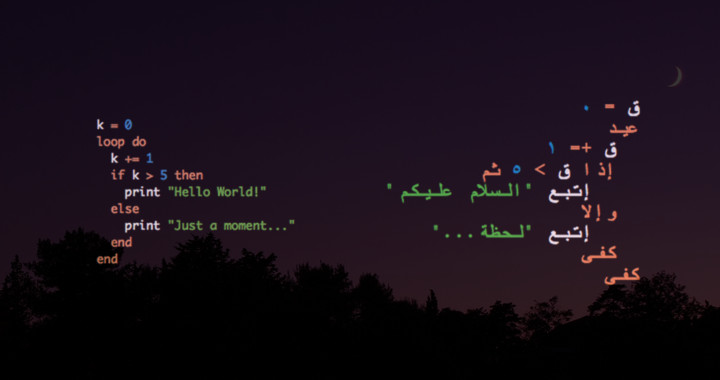 k = 0
loop do
k += 1
if k > 5 then
print "Hello World!"
else
print "Just a moment..."
end
end
ق = ٠
عيد
ق += ١
إذا ق > ٥ ثم
إتبع "السلام عليكم"
وإلا
إتبع "لحظة..."
كفى
كفى